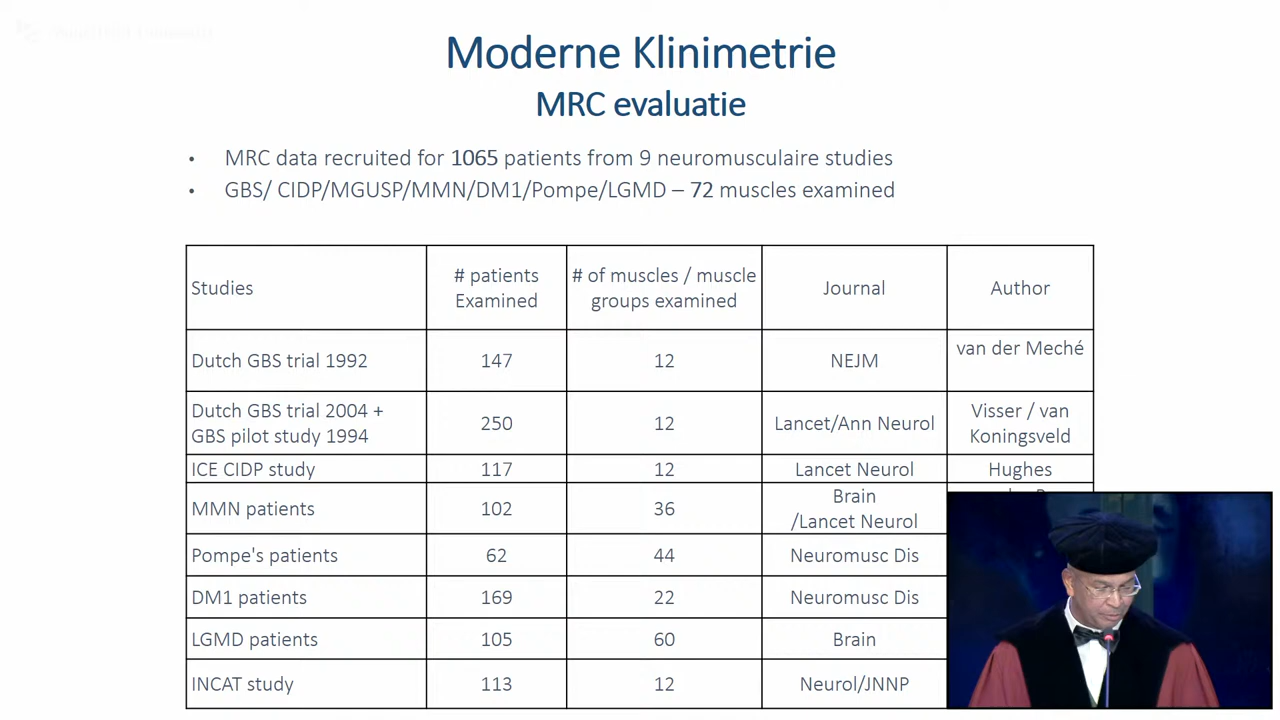 Moderne Klinimetrie
MRC evaluatie
• MRC data recruited for 1065 patients from 9 neuromusculaire studies
• GBS/ CIDP/MGUSP/MMN/DM1/Pompe/LGMD – 72 muscles examined
Studies
# patients
Examined
# of muscles / muscle
groups examined
Journal
Author
Dutch GBS trial 1992
147
12
NEJM
van der Meché
Dutch GBS trial 2004 +
GBS pilot study 1994
250
12
Lancet/Ann Neurol
Visser / van
Koningsveld
ICE CIDP study
117
12
Lancet Neurol
Hughes
MMN patients
102
36
Brain
/Lancet Neurol
Pompe's patients
62
44
Neuromusc Dis
DM1 patients
169
22
Neuromusc Dis
LGMD patients
105
60
Brain
INCAT study
113
12
Neurol/JNNP